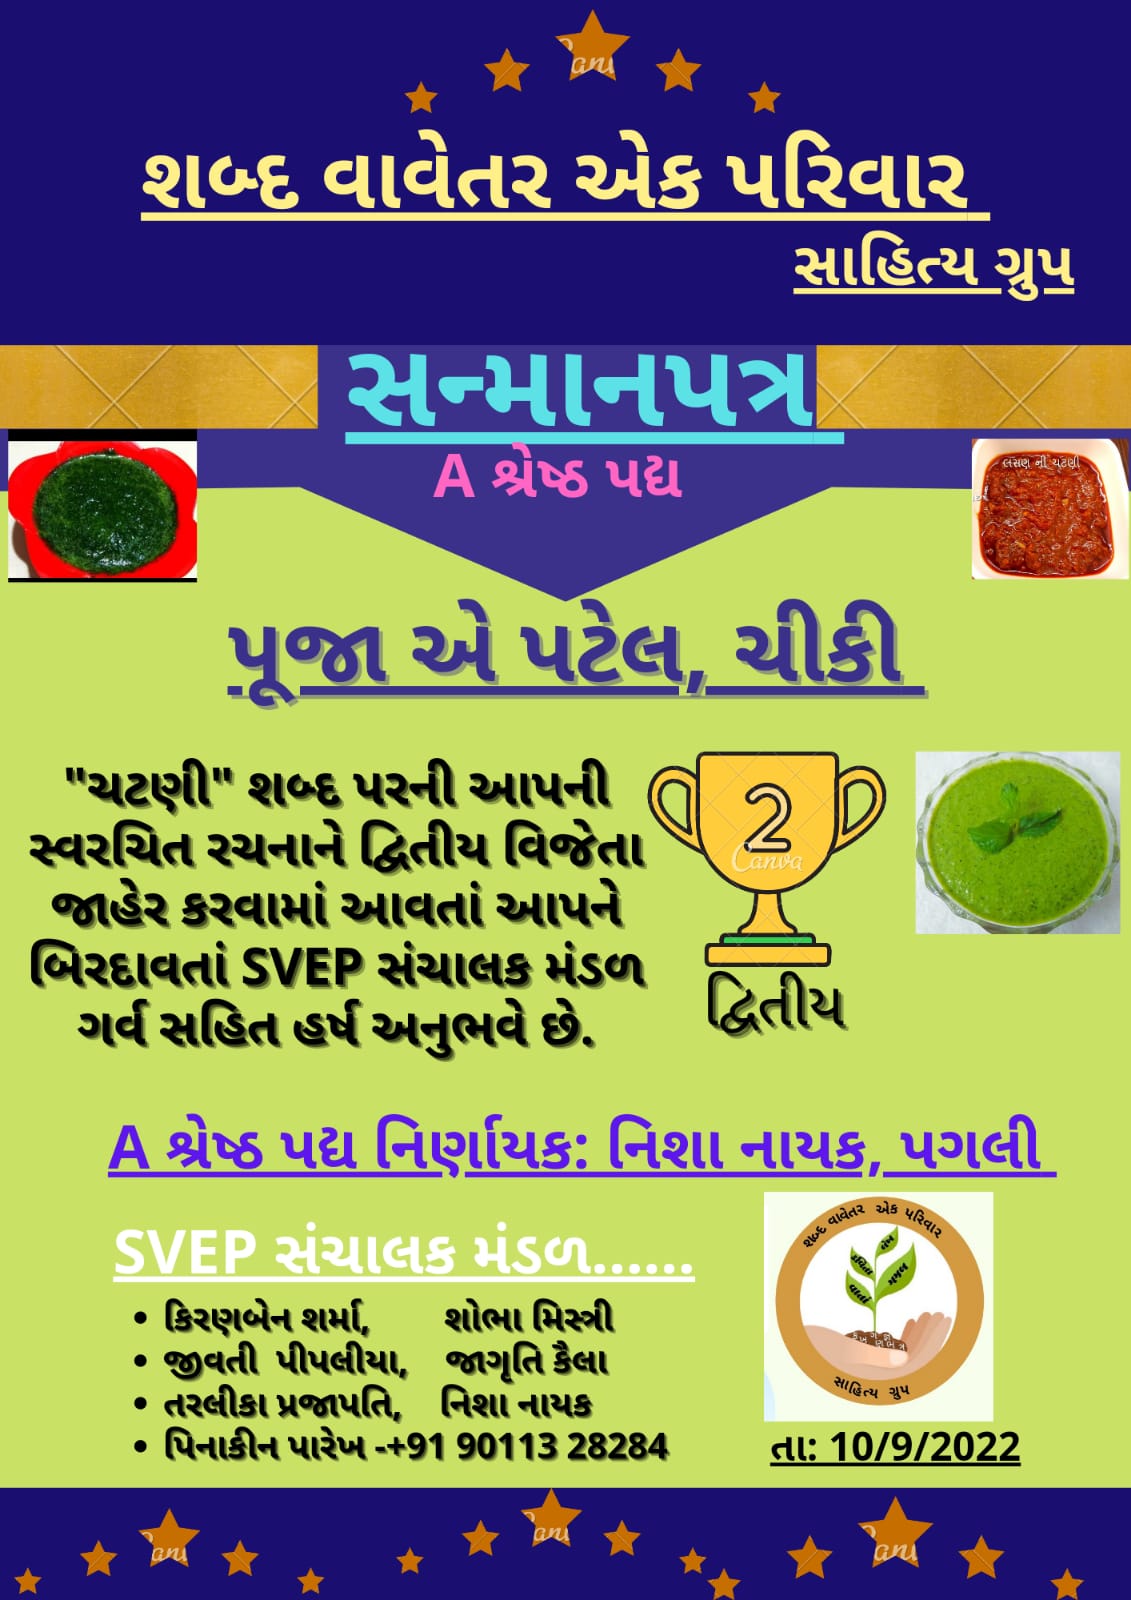 શબ્દ વાવેતર એક પરિવાર
સાહિત્ય ગ્રુપ
સન્માનપત્ર
A શ્રેષ્ઠ પદ્ય
લસણ ની ચટણી
પૂજા એ પટેલ, ચીકી
"ચટણી" શબ્દ પરની આપની
સ્વરચિત રચનાને દ્વિતીય વિજેતા
જાહેર કરવામાં આવતાં આપને
બિરદાવતાં SVEP સંચાલક મંડળ
ગર્વ સહિત હર્ષ અનુભવે છે.
2
Canva
દ્વિતીય
A શ્રેષ્ઠ પદ્ય નિર્ણાયક: નિશા નાયક, પગલી
SVEP સંચાલક મંડળ......
• કિરણબેન શર્મા, શોભા મિસ્ત્રી
• જીવતી પીપલીયા, જાગૃતિ કૈલા
• તરલીકા પ્રજાપતિ, નિશા નાયક
• પિનાકીન પારેખ -+91 90113 28284
શબ્દ વાવેતર એક પરિવાર
સાહિત્ય ગ્રુપ
તા: 10/9/2022